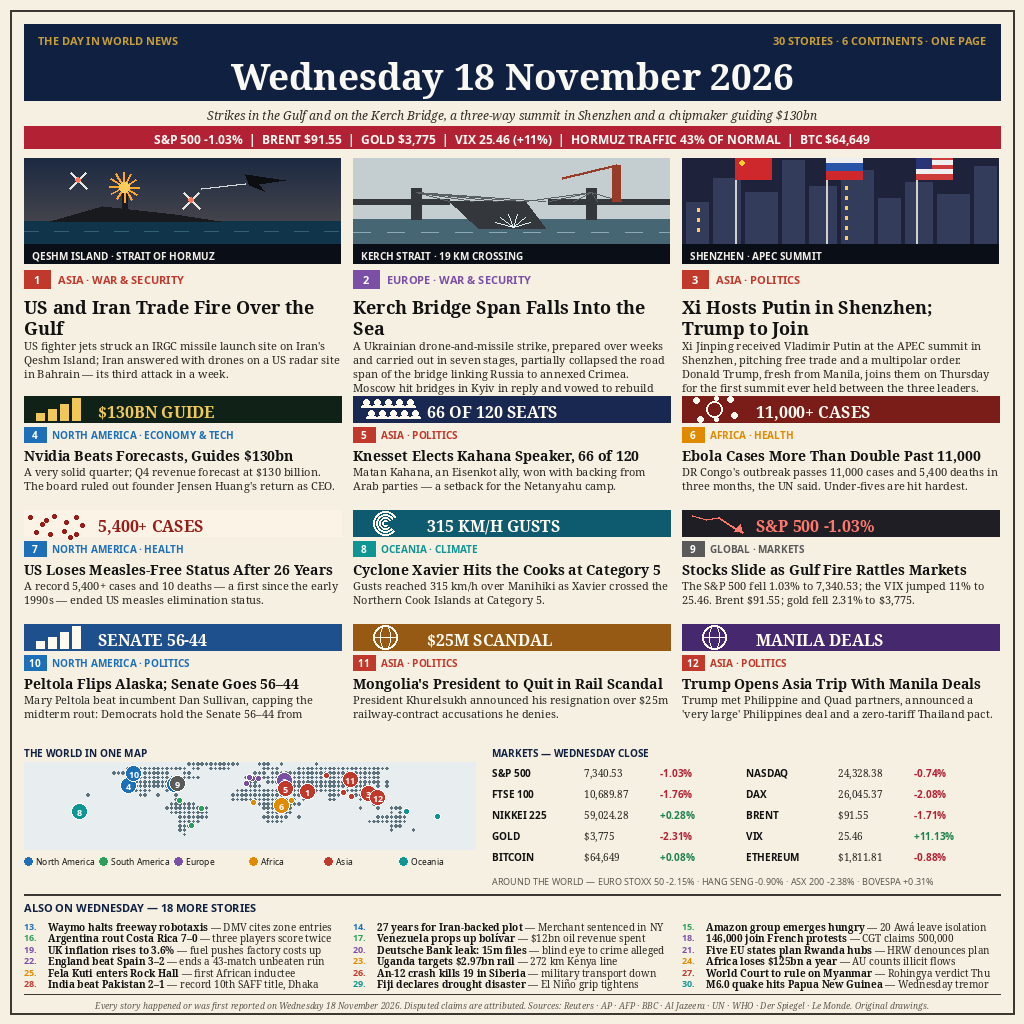 THE DAY IN WORLD NEWS
30 STORIES · 6 CONTINENTS · ONE PAGE
Wednesday 18 November 2026
Strikes in the Gulf and on the Kerch Bridge, a three-way summit in Shenzhen and a chipmaker guiding $130bn
S&P 500 -1.03% | BRENT $91.55 | GOLD $3,775 | VIX 25.46 (+11%) | HORMUZ TRAFFIC 43% OF NORMAL | BTC $64,649
QESHM ISLAND · STRAIT OF HORMUZ
1 ASIA · WAR & SECURITY
US and Iran Trade Fire Over the
Gulf
US fighter jets struck an IRGC missile launch site on Iran's
Qeshm Island; Iran answered with drones on a US radar site
in Bahrain — its third attack in a week.
KERCH STRAIT · 19 KM CROSSING
2 EUROPE · WAR & SECURITY
Kerch Bridge Span Falls Into the
Sea
A Ukrainian drone-and-missile strike, prepared over weeks
and carried out in seven stages, partially collapsed the road
span of the bridge linking Russia to annexed Crimea.
Moscow hit bridges in Kyiv in reply and vowed to rebuild
SHENZHEN · APEC SUMMIT
3 ASIA · POLITICS
Xi Hosts Putin in Shenzhen;
Trump to Join
Xi Jinping received Vladimir Putin at the APEC summit in
Shenzhen, pitching free trade and a multipolar order.
Donald Trump, fresh from Manila, joins them on Thursday
for the first summit ever held between the three leaders.
$130BN GUIDE
4 NORTH AMERICA · ECONOMY & TECH
Nvidia Beats Forecasts, Guides $130bn
A very solid quarter; Q4 revenue forecast at $130 billion.
The board ruled out founder Jensen Huang's return as CEO.
66 OF 120 SEATS
5 ASIA · POLITICS
Knesset Elects Kahana Speaker, 66 of 120
Matan Kahana, an Eisenkot ally, won with backing from
Arab parties — a setback for the Netanyahu camp.
11,000+ CASES
6 AFRICA · HEALTH
Ebola Cases More Than Double Past 11,000
DR Congo's outbreak passes 11,000 cases and 5,400 deaths in
three months, the UN said. Under-fives are hit hardest.
5,400+ CASES
7 NORTH AMERICA · HEALTH
US Loses Measles-Free Status After 26 Years
A record 5,400+ cases and 10 deaths — a first since the early
1990s — ended US measles elimination status.
315 KM/H GUSTS
8 OCEANIA · CLIMATE
Cyclone Xavier Hits the Cooks at Category 5
Gusts reached 315 km/h over Manihiki as Xavier crossed the
Northern Cook Islands at Category 5.
S&P 500 -1.03%
9 GLOBAL · MARKETS
Stocks Slide as Gulf Fire Rattles Markets
The S&P 500 fell 1.03% to 7,340.53; the VIX jumped 11% to
25.46. Brent $91.55; gold fell 2.31% to $3,775.
SENATE 56-44
10 NORTH AMERICA · POLITICS
Peltola Flips Alaska; Senate Goes 56–44
Mary Peltola beat incumbent Dan Sullivan, capping the
midterm rout: Democrats hold the Senate 56–44 from
$25M SCANDAL
11 ASIA · POLITICS
Mongolia's President to Quit in Rail Scandal
President Khurelsukh announced his resignation over $25m
railway-contract accusations he denies.
MANILA DEALS
12 ASIA · POLITICS
Trump Opens Asia Trip With Manila Deals
Trump met Philippine and Quad partners, announced a
'very large' Philippines deal and a zero-tariff Thailand pact.
THE WORLD IN ONE MAP
10
4
9
8
5
1
6
11
3
12
North America South America Europe Africa Asia Oceania
MARKETS — WEDNESDAY CLOSE
S&P 500 7,340.53 -1.03% NASDAQ 24,328.38 -0.74%
FTSE 100 10,689.87 -1.76% DAX 26,045.37 -2.08%
NIKKEI 225 59,024.28 +0.28% BRENT $91.55 -1.71%
GOLD $3,775 -2.31% VIX 25.46 +11.13%
BITCOIN $64,649 +0.08% ETHEREUM $1,811.81 -0.88%
AROUND THE WORLD — EURO STOXX 50 -2.15% · HANG SENG -0.90% · ASX 200 -2.38% · BOVESPA +0.31%
ALSO ON WEDNESDAY — 18 MORE STORIES
13. Waymo halts freeway robotaxis — DMV cites zone entries
14. 27 years for Iran-backed plot — Merchant sentenced in NY
15. Amazon group emerges hungry — 20 Awá leave isolation
16. Argentina rout Costa Rica 7–0 — three players score twice
17. Venezuela props up bolívar — $12bn oil revenue spent
18. 146,000 join French protests — CGT claims 500,000
19. UK inflation rises to 3.6% — fuel pushes factory costs up
20. Deutsche Bank leak: 15m files — blue eye to crime alleged
21. Five EU states plan Rwanda hubs — HRW denounces plan
22. England beat Spain 3–2 — ends a 43-match unbeaten run
23. Uganda targets $2.97bn rail — 272 km Kenya line
24. Africa loses $125bn a year — AU counts illicit flows
25. Fela Kuti enters Rock Hall — first African inductee
26. An-12 crash kills 19 in Siberia — military transport down
27. World Court to rule on Myanmar — Rohingya verdict Thu
28. India beat Pakistan 2–1 — record 10th SAFF title, Dhaka
29. Fiji declares drought disaster — El Niño grip tightens
30. M6.0 quake hits Papua New Guinea — Wednesday tremor
Every story happened or was first reported on Wednesday 18 November 2026. Disputed claims are attributed. Sources: Reuters · AP · AFP · BBC · Al Jazeera · UN · WHO · Der Spiegel · Le Monde. Original drawings.